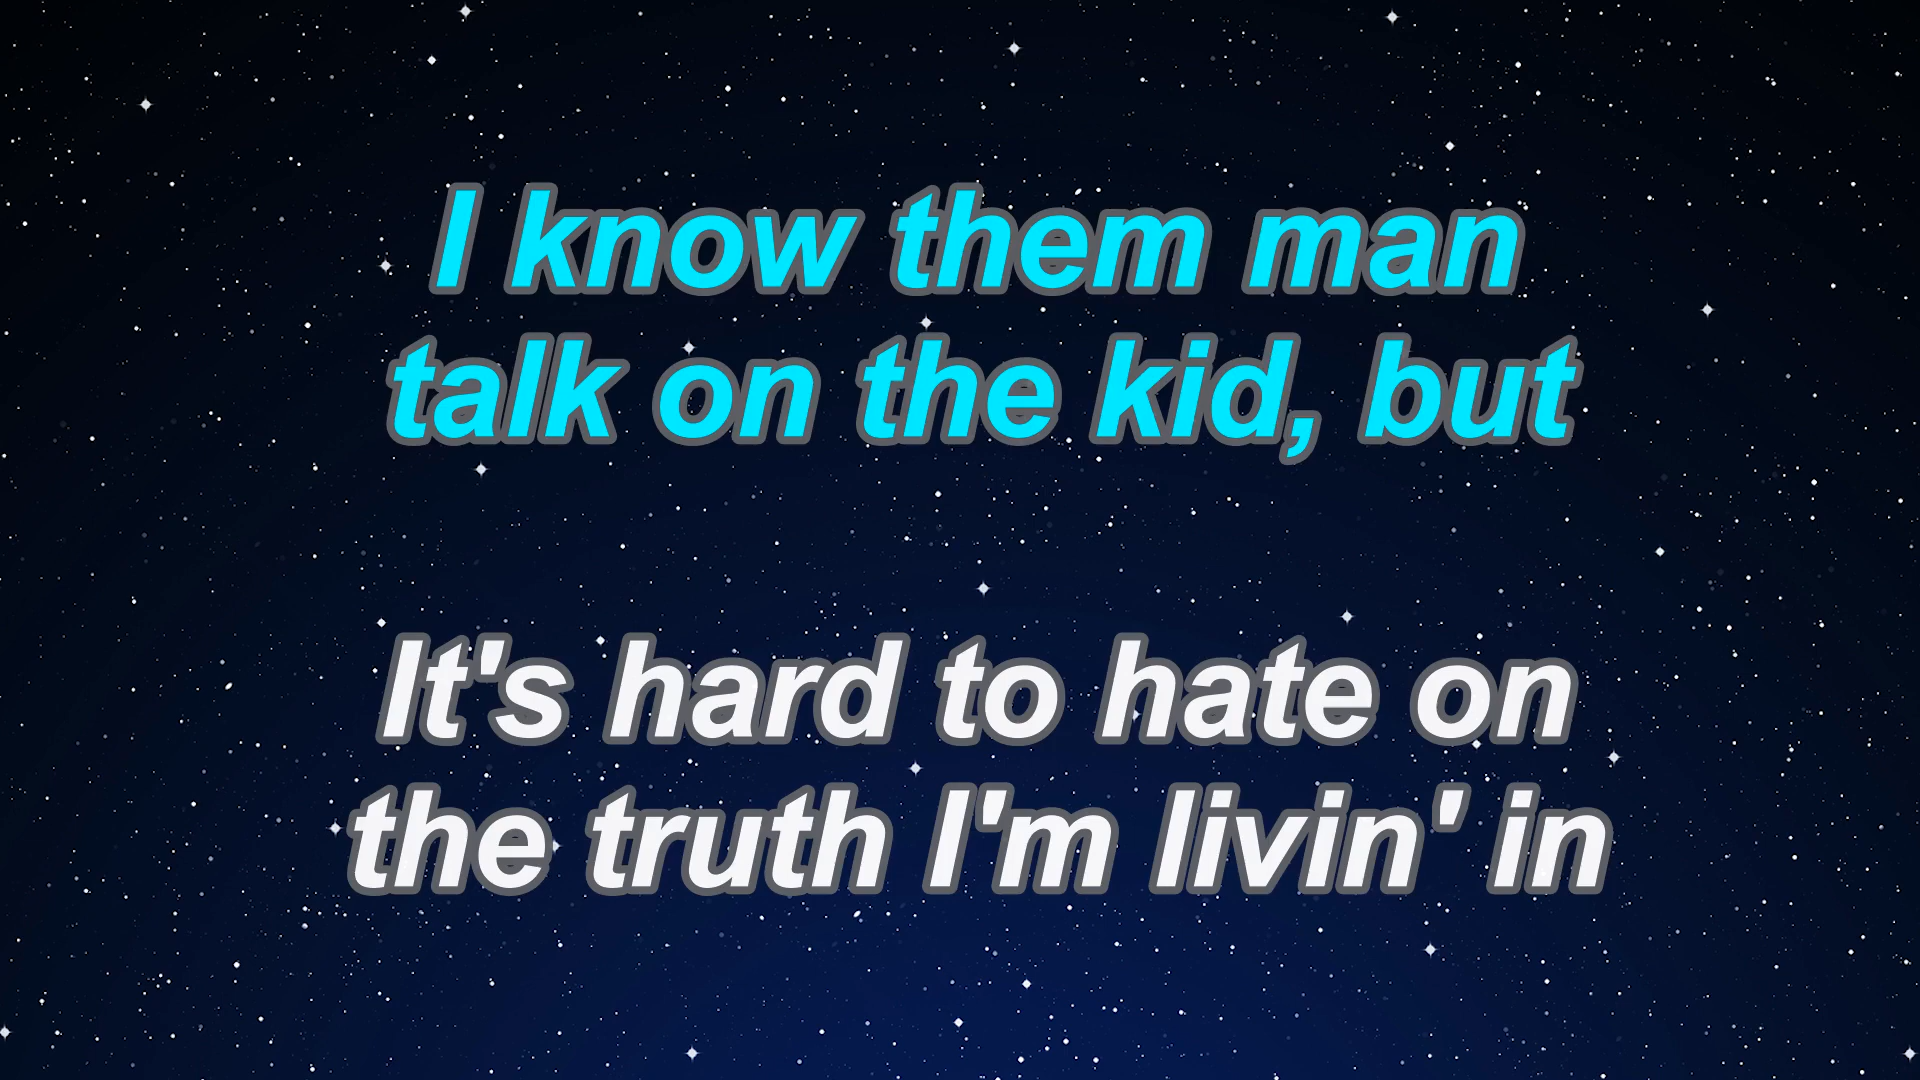 I know them man
talk on the kid, but
It's hard to hate on
the truth I'm livin' in